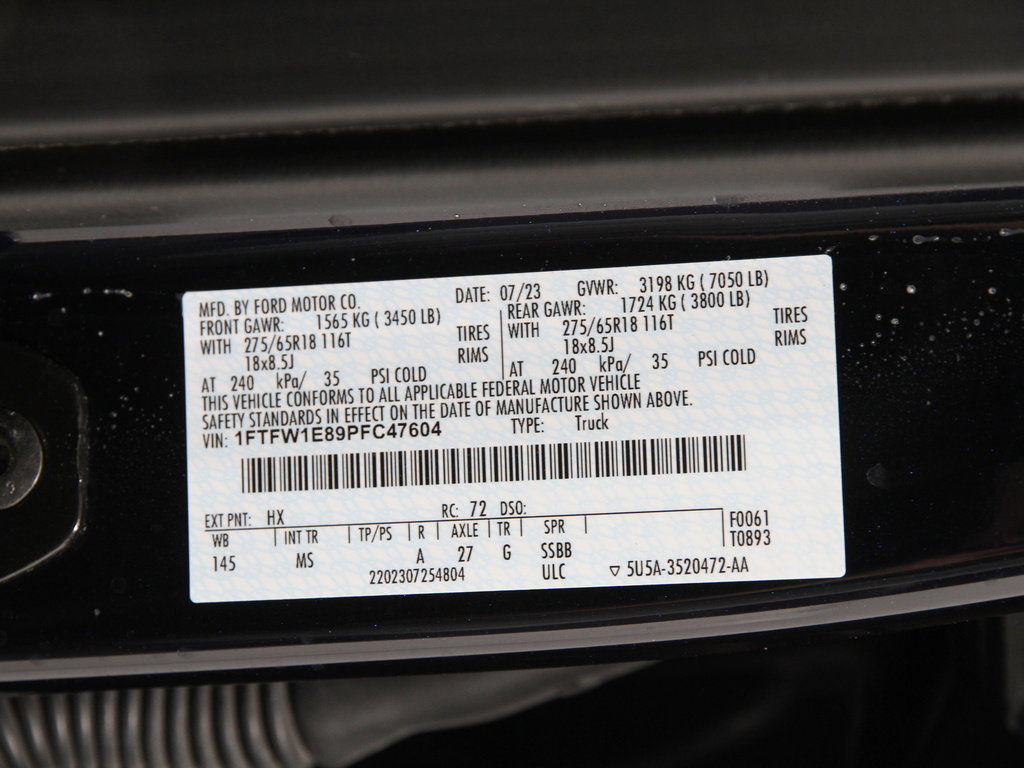 MFD. BY FORD MOTOR CO. DATE: 07/23 GVWR: 3198 KG ( 7050 LB)
FRONT GAWR: 1565 KG ( 3450 LB) REAR GAWR: 1724 KG ( 3800 LB)
WITH 275/65R18 116T TIRES WITH 275/65R18 116T TIRES
18x8.5J RIMS 18x8.5J RIMS
AT 240 kPa/ 35 PSI COLD AT 240 kPa/ 35 PSI COLD
THIS VEHICLE CONFORMS TO ALL APPLICABLE FEDERAL MOTOR VEHICLE
SAFETY STANDARDS IN EFFECT ON THE DATE OF MANUFACTURE SHOWN ABOVE.
VIN: 1FTFW1E89PFC47604 TYPE: Truck
EXT PNT: HX RC: 72 DSO:
WB INT TR TP/PS R AXLE TR SPR F0061
145 MS A 27 G SSBB T0893
2202307254804 ULC ▽ 5U5A-3520472-AA